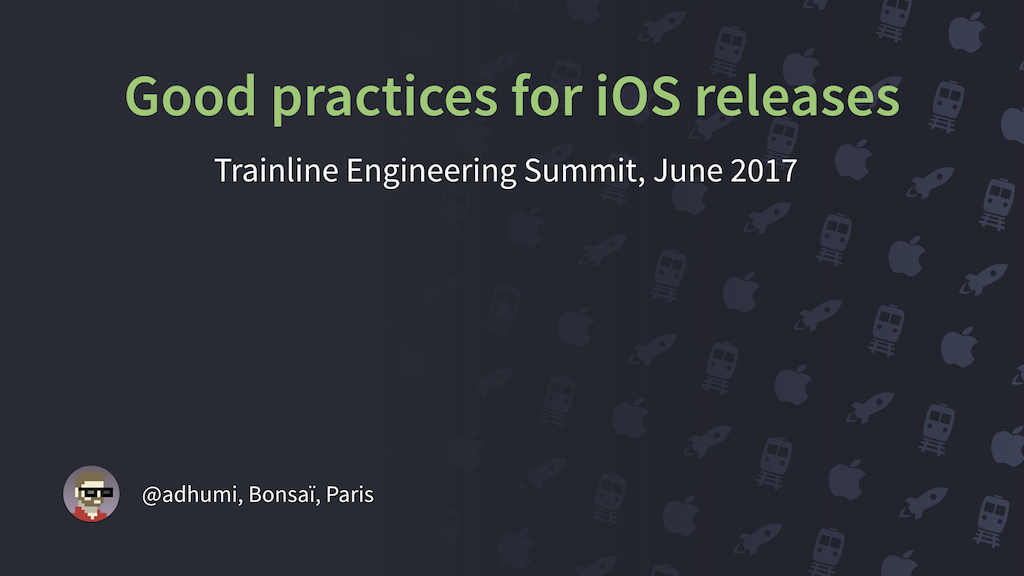 Good practices for iOS releases
Trainline Engineering Summit, June 2017
@adhumi, Bonsaï, Paris